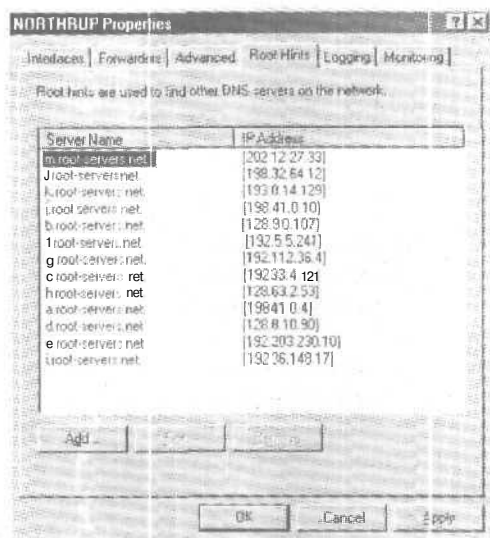 NORTHRUP Properties
Interfaces Forwarders Advanced Root Hints Logging Monitoring
Root hints are used to find other DNS servers on the network.
Server Name IP Address
m.root-servers.net. [202.12.27.33]
J.root-servers.net. [198.32.64.12]
k.root-servers.net. [193.0.14.129]
j.root-servers.net. [198.41.0.10]
b.root-servers.net. [128.9.0.107]
f.root-servers.net. [192.5.5.241]
g.root-servers.net. [192.112.36.4]
c root-servers. net. [192.33.4 121
h root-servers. net [128.63.2.53]
a.root-servers.net. [198.41.0.4]
d.root-servers.net. [128.8.10.90]
e root-servers.net. [192.203.230.10]
i.root-servers.net. [192.36.148.17]
Add...
OK Cancel Apply